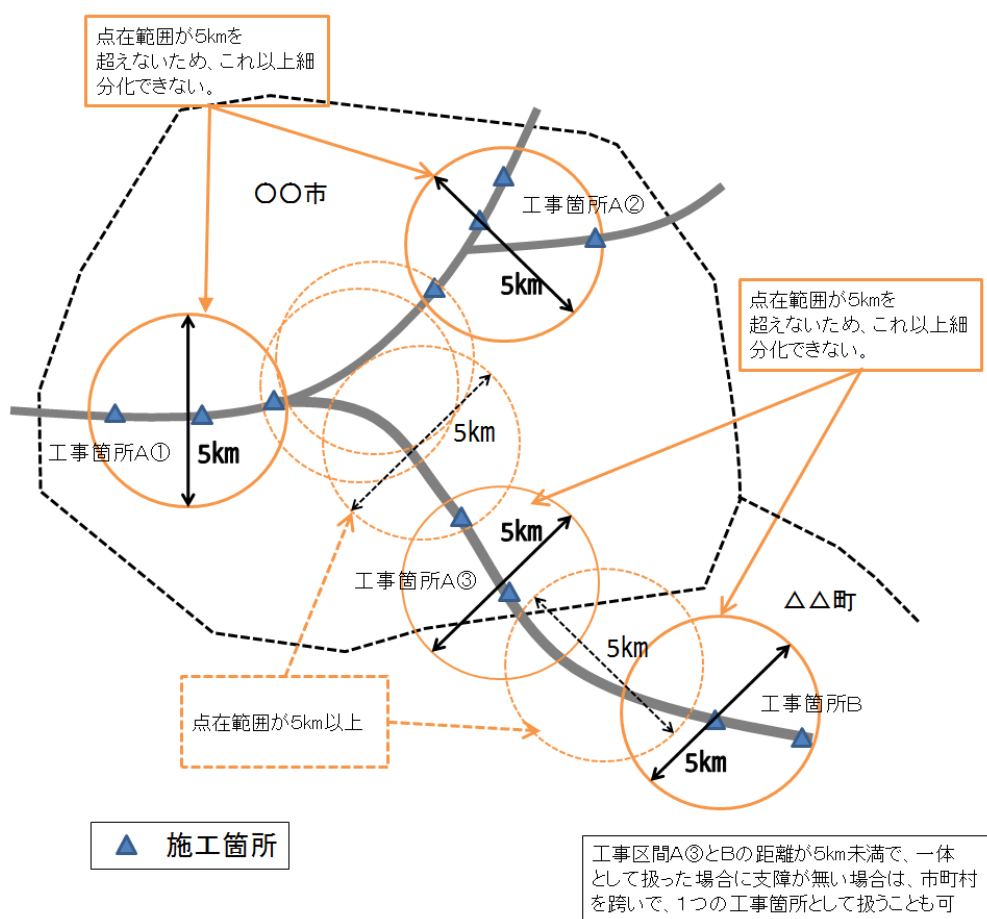 点在範囲が5kmを
超えないため、これ以上細
分化できない。
〇〇市
工事箇所A②
5km
点在範囲が5kmを
超えないため、これ以上細
分化できない。
5km
工事箇所A①
5km
5km
工事箇所A③
△△町
5km
工事箇所B
点在範囲が5km以上
5km
施工箇所
工事区間A③とBの距離が5km未満で、一体
として扱った場合に支障が無い場合は、市町村
を跨いで、1つの工事箇所として扱うことも可